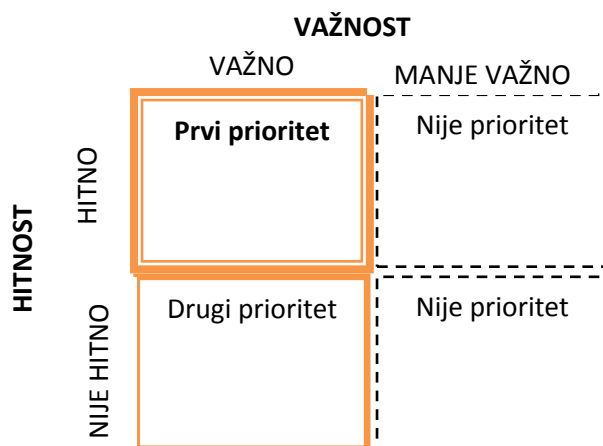 VAŽNOST
VAŽNO MANJE VAŽNO
HITNOST
HITNO
Prvi prioritet Nije prioritet
NIJE HITNO
Drugi prioritet Nije prioritet